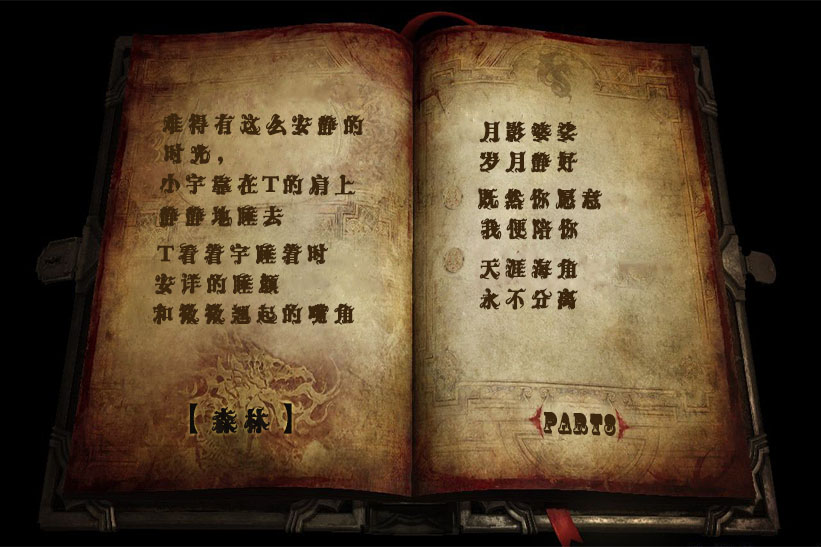 难得有这么安静的
时光，
小宇靠在T的肩上
静静地睡去
T看着宇睡着时
安详的睡颜
和微微翘起的嘴角
【森林】
月影婆娑
岁月静好
既然你愿意
我便陪你
天涯海角
永不分离
PART8